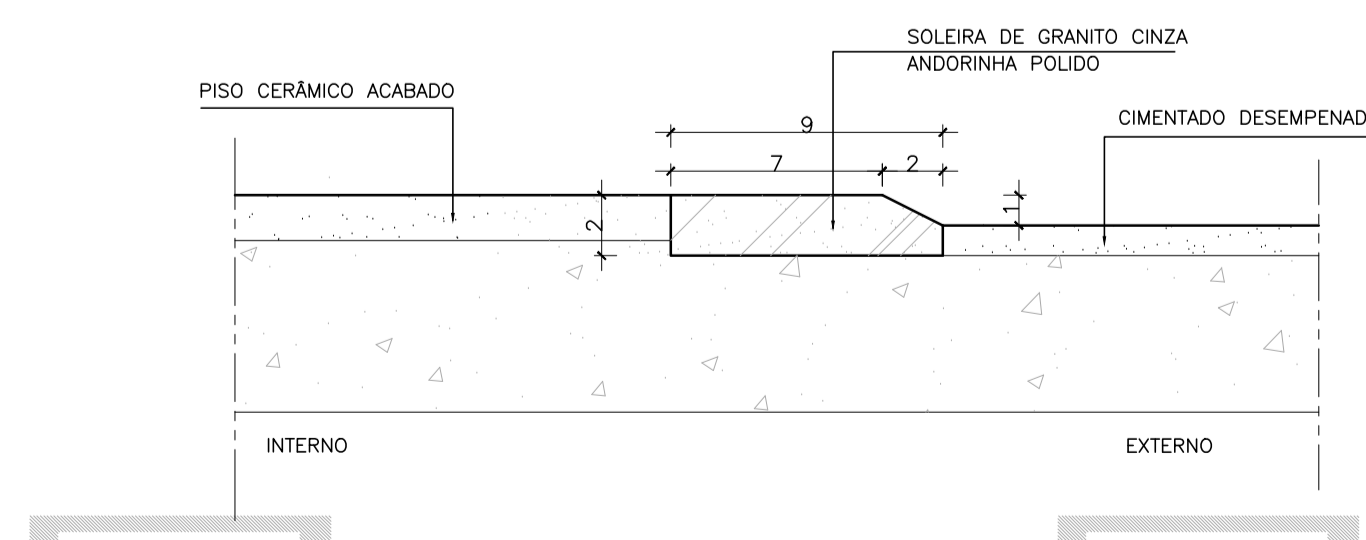 SOLEIRA DE GRANITO CINZA
ANDORINHA POLIDO
PISO CERÂMICO ACABADO
CIMENTADO DESEMPENAD
9
7
2
2
1
INTERNO
EXTERNO